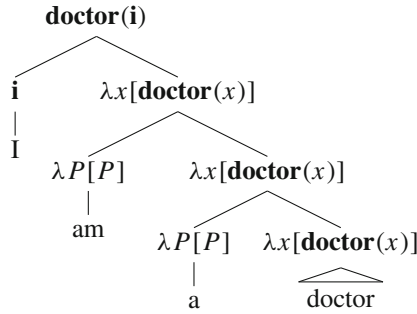 doctor(i)
i λx[doctor(x)]
I
λP[P] λx[doctor(x)]
am
λP[P] λx[doctor(x)]
a doctor